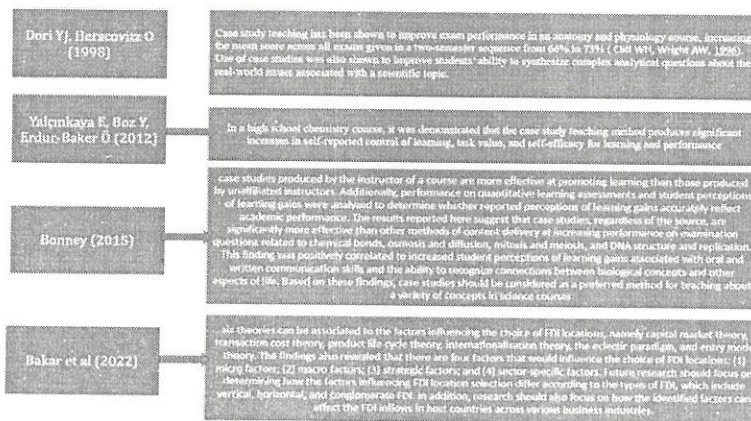 Dori YJ, Herscovitz O
(1998)
Case study teaching has been shown to improve exam performance in an anatomy and physiology course, increasing
the mean score across all exams given in a two-semester sequence from 66% to 73% ( Cliff WH, Wright AW, 1996).
Use of case studies was also shown to improve students' ability to synthesize complex analytical questions about the
real-world issues associated with a scientific topic.
Yalçınkaya E, Boz Y,
Erdur-Baker Ö (2012)
In a high school chemistry course, it was demonstrated that the case study teaching method produces significant
increases in self-reported control of learning, task value, and self-efficacy for learning and performance
Bonney (2015)
case studies produced by the instructor of a course are more effective at promoting learning than those produced
by unaffiliated instructors. Additionally, performance on quantitative learning assessments and student perceptions
of learning gains were analyzed to determine whether reported perceptions of learning gains accurately reflect
academic performance. The results reported here suggest that case studies, regardless of the source, are
significantly more effective than other methods of content delivery at increasing performance on examination
questions related to chemical bonds, osmosis and diffusion, mitosis and meiosis, and DNA structure and replication.
This finding was positively correlated to increased student perceptions of learning gains associated with oral and
written communication skills and the ability to recognize connections between biological concepts and other
aspects of life. Based on these findings, case studies should be considered as a preferred method for teaching about
a variety of concepts in science courses
Bakar et al (2022)
six theories can be associated to the factors influencing the choice of FDI locations, namely capital market theory,
transaction cost theory, product life cycle theory, internationalisation theory, the eclectic paradigm, and entry mode
theory. The findings also revealed that there are four factors that would influence the choice of FDI location: (1)
micro factors; (2) macro factors; (3) strategic factors; and (4) sector-specific factors. Future research should focus on
determining how the factors influencing FDI location selection differ according to the types of FDI, which include
vertical, horizontal, and conglomerate FDI. In addition, research should also focus on how the identified factors can
affect the FDI inflows in host countries across various business industries.